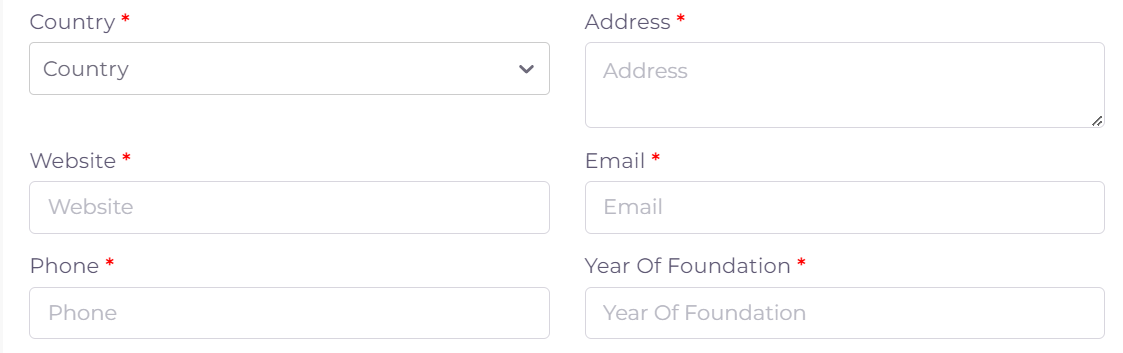 Country *
Address *
Country
Address
Website *
Email *
Website
Email
Phone *
Year Of Foundation *
Phone
Year Of Foundation